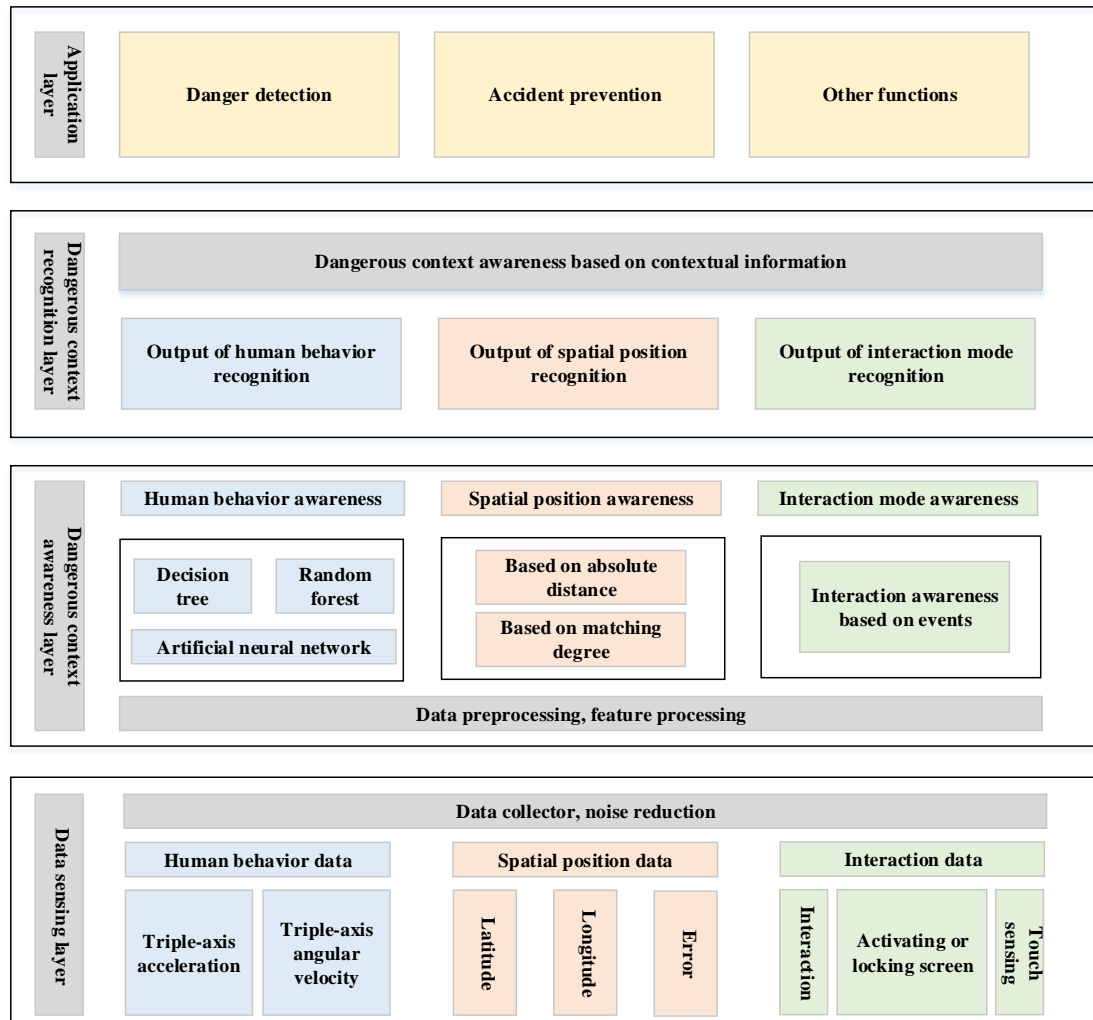 Application
layer
Danger detection
Accident prevention
Other functions
Dangerous context
recognition layer
Dangerous context awareness based on contextual information
Output of human behavior
recognition
Output of spatial position
recognition
Output of interaction mode
recognition
Dangerous context
awareness layer
Human behavior awareness
Spatial position awareness
Interaction mode awareness
Decision
tree
Random
forest
Artificial neural network
Based on absolute
distance
Based on matching
degree
Interaction awareness
based on events
Data preprocessing, feature processing
Data sensing layer
Data collector, noise reduction
Human behavior data
Spatial position data
Interaction data
Triple-axis
acceleration
Triple-axis
angular
velocity
Latitude
Longitude
Error
Interaction
Activating or
locking screen
Touch
sensing